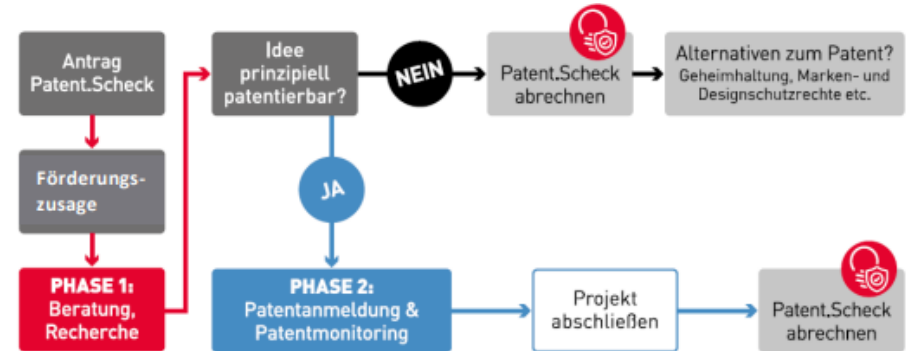 Antrag
Patent.Scheck
Förderungs-
zusage
PHASE 1:
Beratung,
Recherche
Idee
prinzipiell
patentierbar?
NEIN
Patent.Scheck
abrechnen
Alternativen zum Patent?
Geheimhaltung, Marken- und
Designschutzrechte etc.
JA
PHASE 2:
Patentanmeldung &
Patentmonitoring
Projekt
abschließen
Patent.Scheck
abrechnen